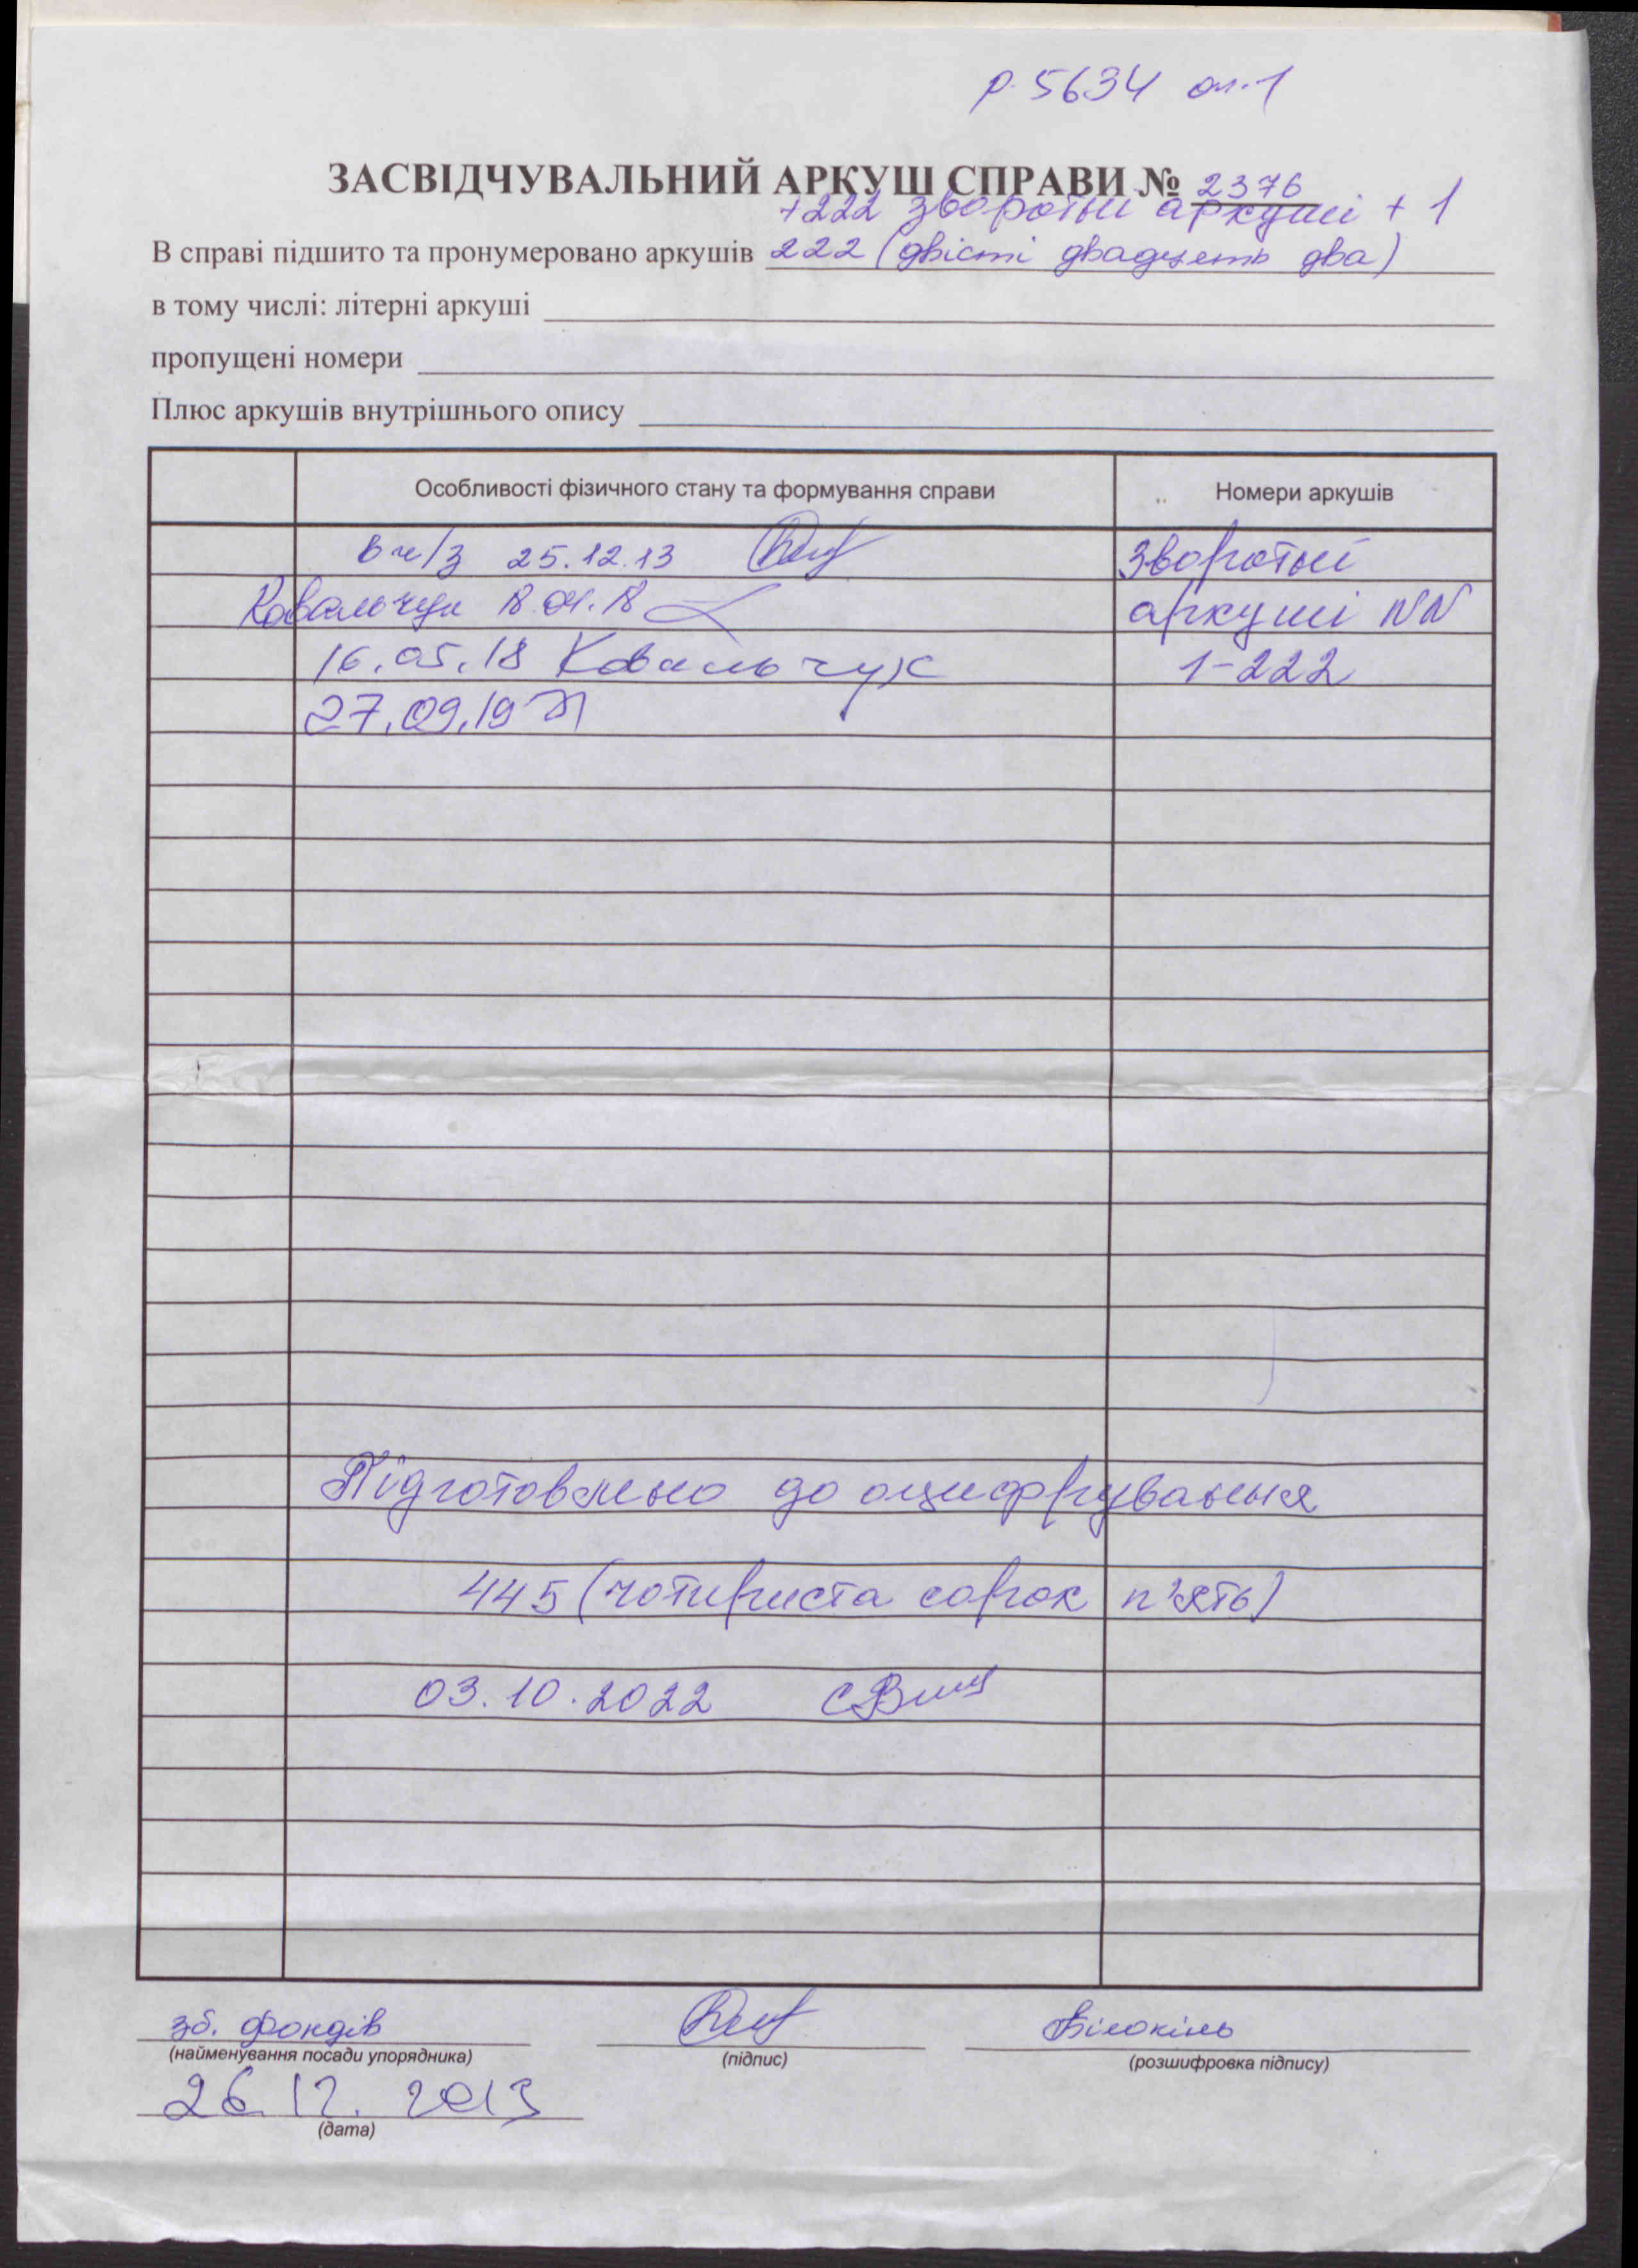 р. 5634 оп. 1
ЗАСВІДЧУВАЛЬНИЙ АРКУШ СПРАВИ № 2376
+222 зворотні аркуші + 1
В справі підшито та пронумеровано аркушів 222 (двісті двадцять два)
в тому числі: літерні аркуші
пропущені номери
Плюс аркушів внутрішнього опису
Особливості фізичного стану та формування справи Номери аркушів
в ч/з 25.12.13 Зворотні
Ковальчук 18.04.18 аркуші NN
16.05.18 Ковальчук 1-222
27.09.19
Підготовлено до оцифрування
445 (чотириста сорок п'ять)
03.10.2022
зб. фондів Білокінь
(найменування посади упорядника) (підпис) (розшифровка підпису)
26.12.2013
(дата)